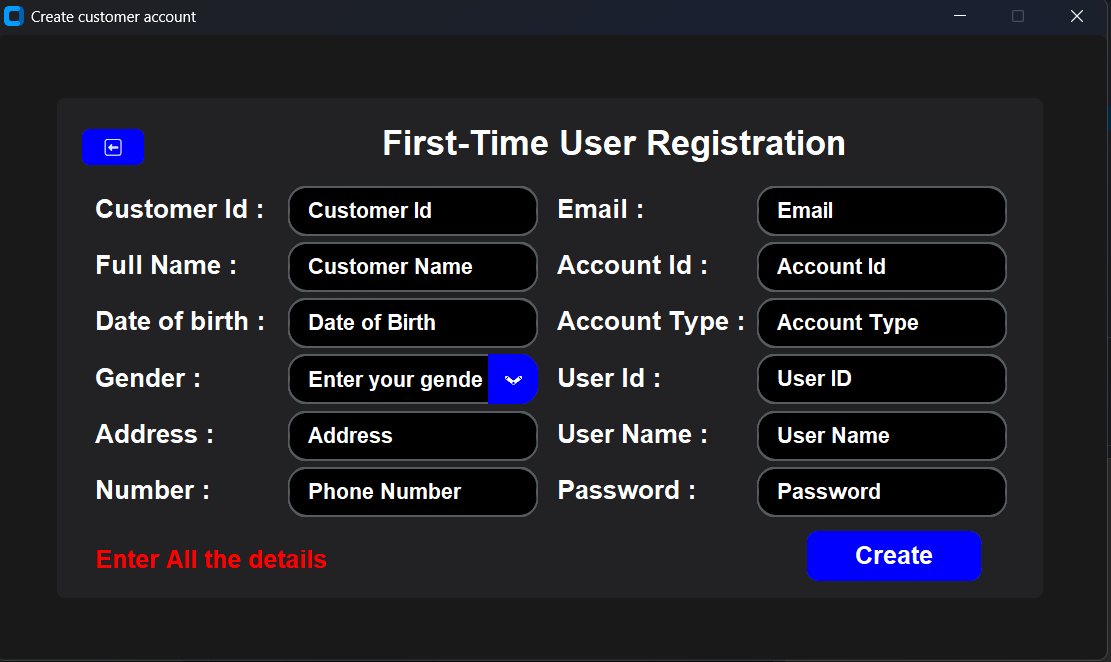 Create customer account
First-Time User Registration
Customer Id : Customer Id Email : Email
Full Name : Customer Name Account Id : Account Id
Date of birth : Date of Birth Account Type : Account Type
Gender : Enter your gende User Id : User ID
Address : Address User Name : User Name
Number : Phone Number Password : Password
Enter All the details Create